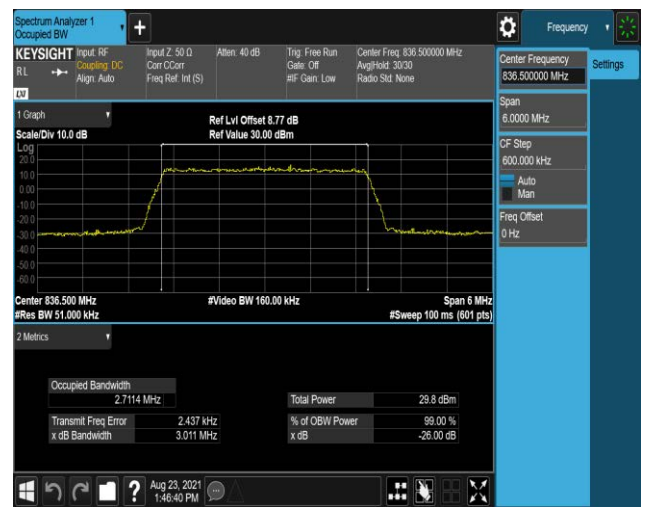 Spectrum Analyzer 1
Occupied BW
Frequency
KEYSIGHT
RL
LXI
Input: RF
Coupling: DC
Align: Auto
Input Z: 50 Ω
Corr CCorr
Freq Ref: Int (S)
Atten: 40 dB
Trig: Free Run
Gate: Off
#IF Gain: Low
Center Freq: 836.500000 MHz
Avg|Hold: 30/30
Radio Std: None
Center Frequency
836.500000 MHz
Settings
Span
6.0000 MHz
CF Step
600.000 kHz
Auto
Man
Freq Offset
0 Hz
1 Graph
Scale/Div 10.0 dB
Ref Lvl Offset 8.77 dB
Ref Value 30.00 dBm
Log
20.0
10.0
0.00
-10.0
-20.0
-30.0
-40.0
-50.0
-60.0
Center 836.500 MHz
#Video BW 160.00 kHz
Span 6 MHz
#Res BW 51.000 kHz
#Sweep 100 ms (601 pts)
2 Metrics
Occupied Bandwidth
2.7114 MHz
Total Power 29.8 dBm
Transmit Freq Error 2.437 kHz
% of OBW Power 99.00 %
x dB Bandwidth 3.011 MHz
x dB -26.00 dB
?
Aug 23, 2021
1:46:40 PM